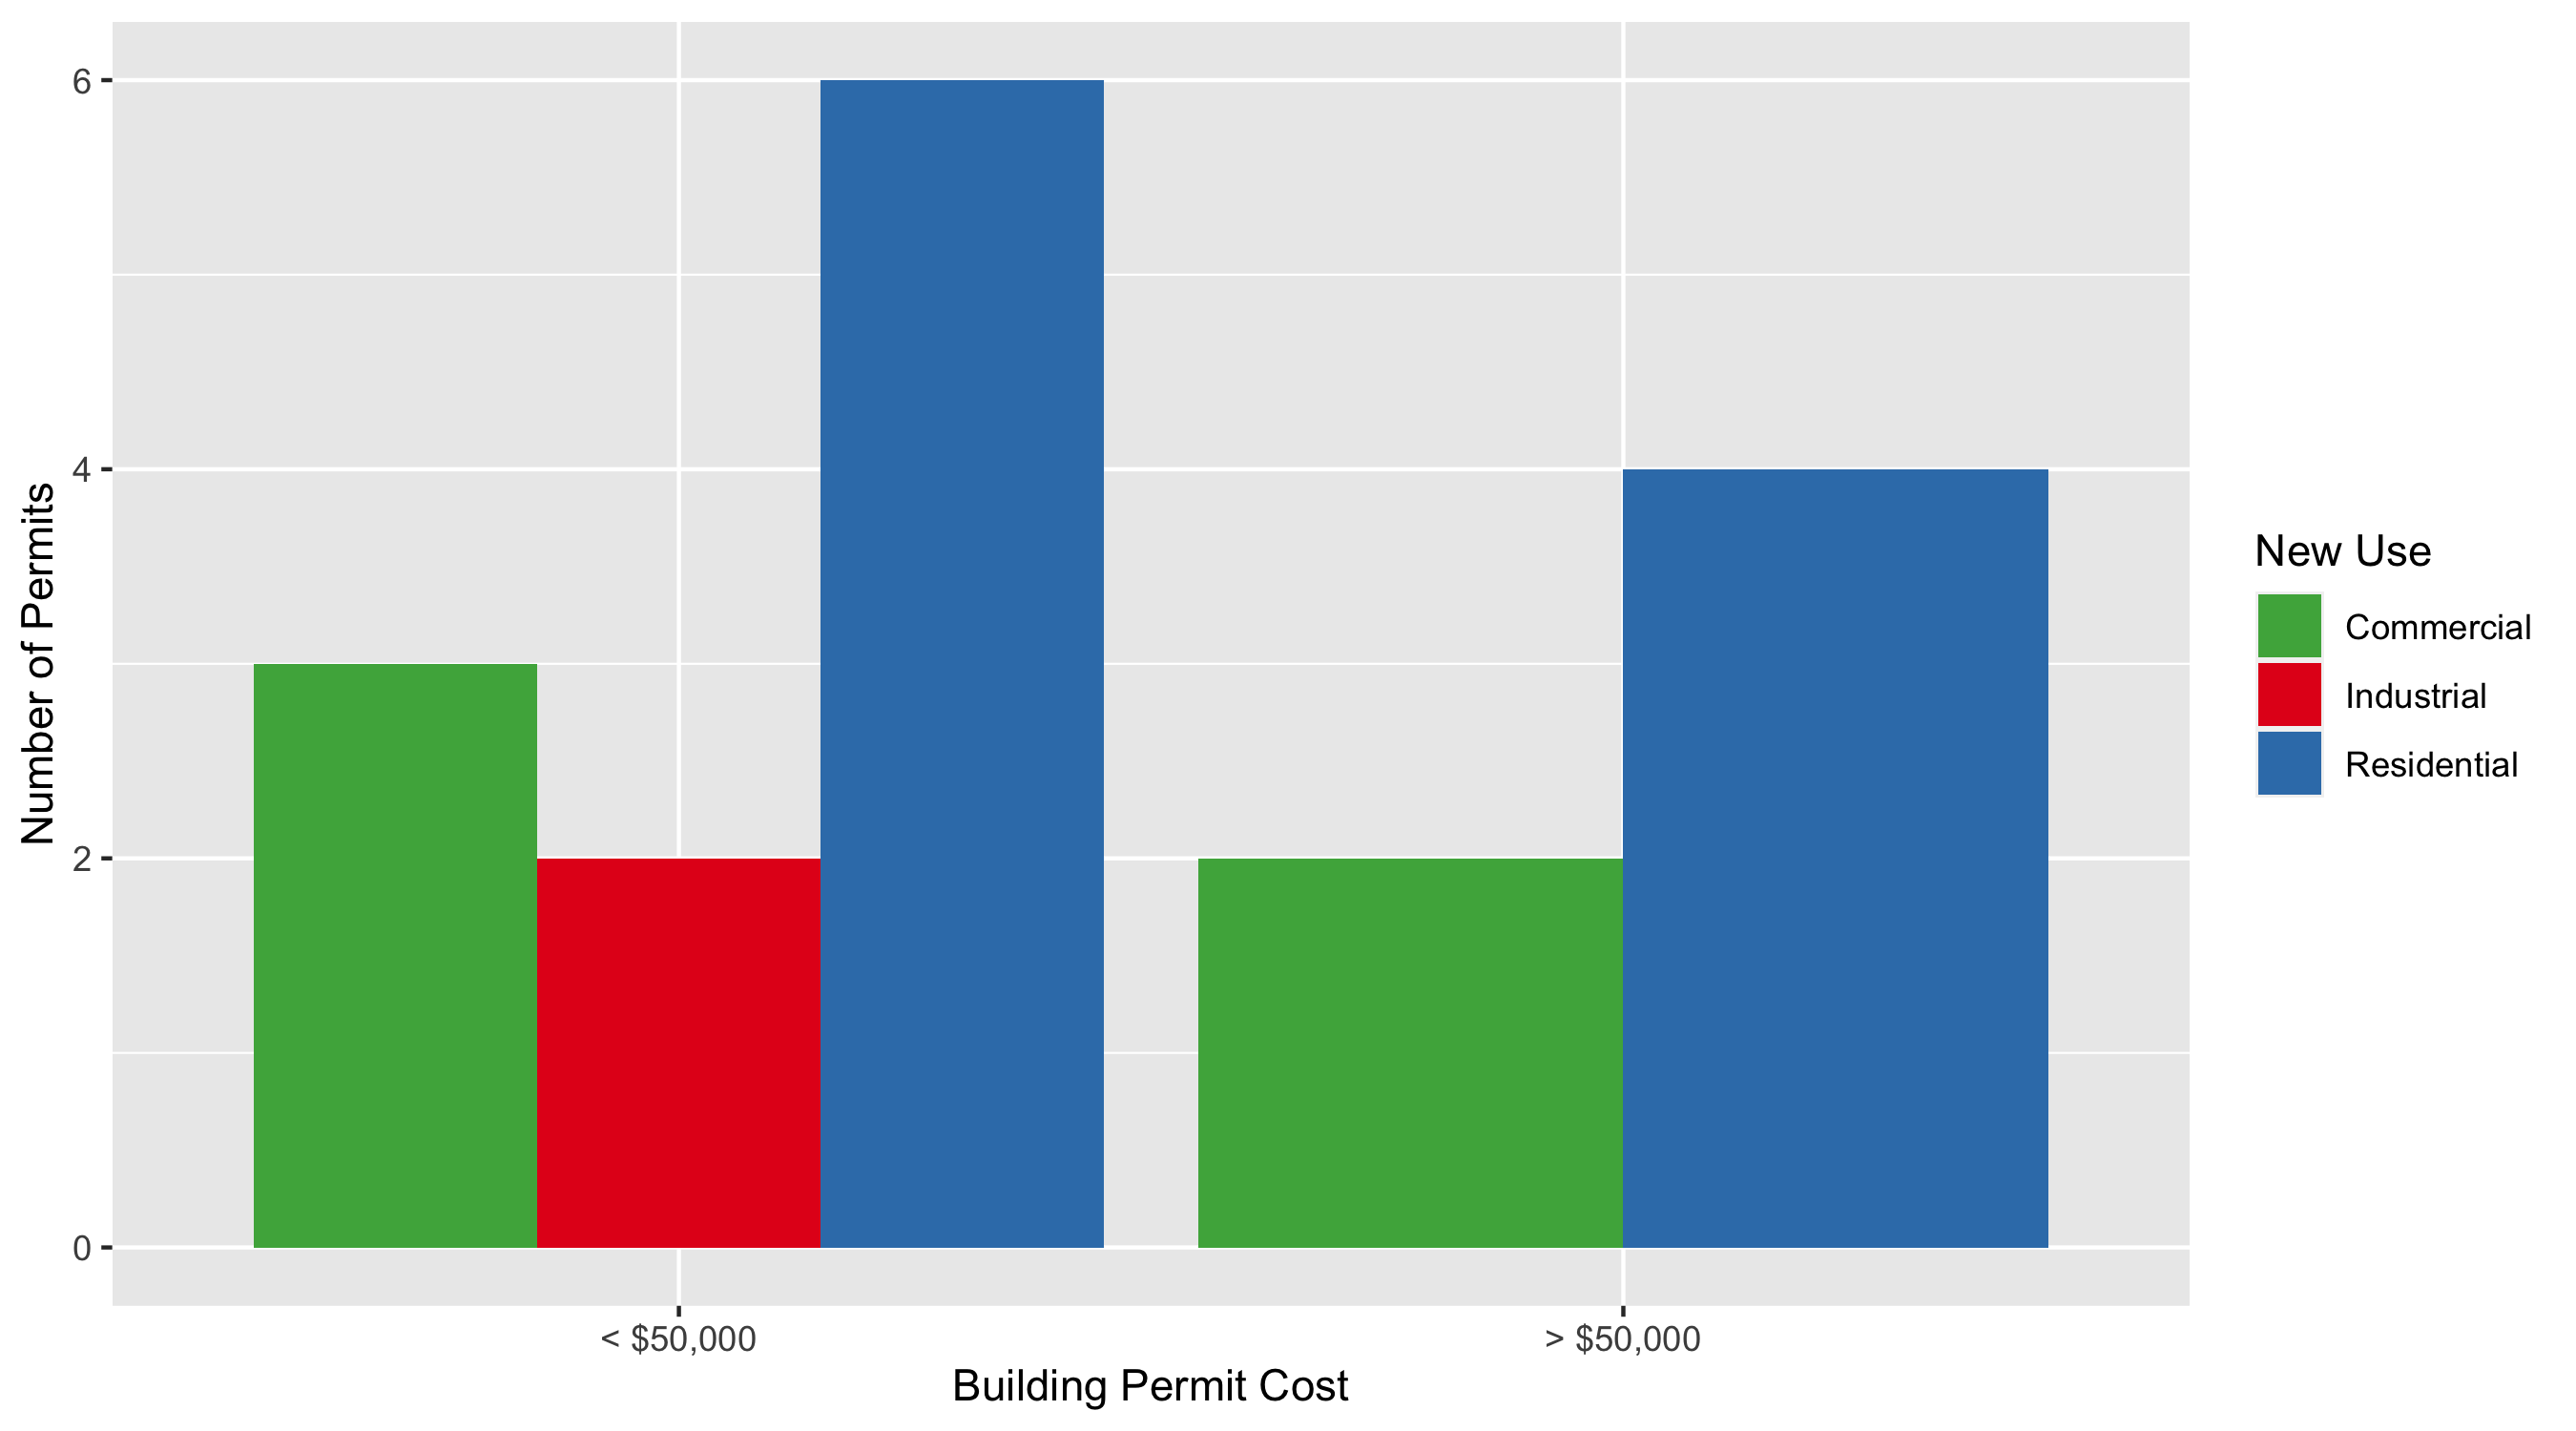 6
4
2
0
Number of Permits
< $50,000
> $50,000
Building Permit Cost
New Use
Commercial
Industrial
Residential